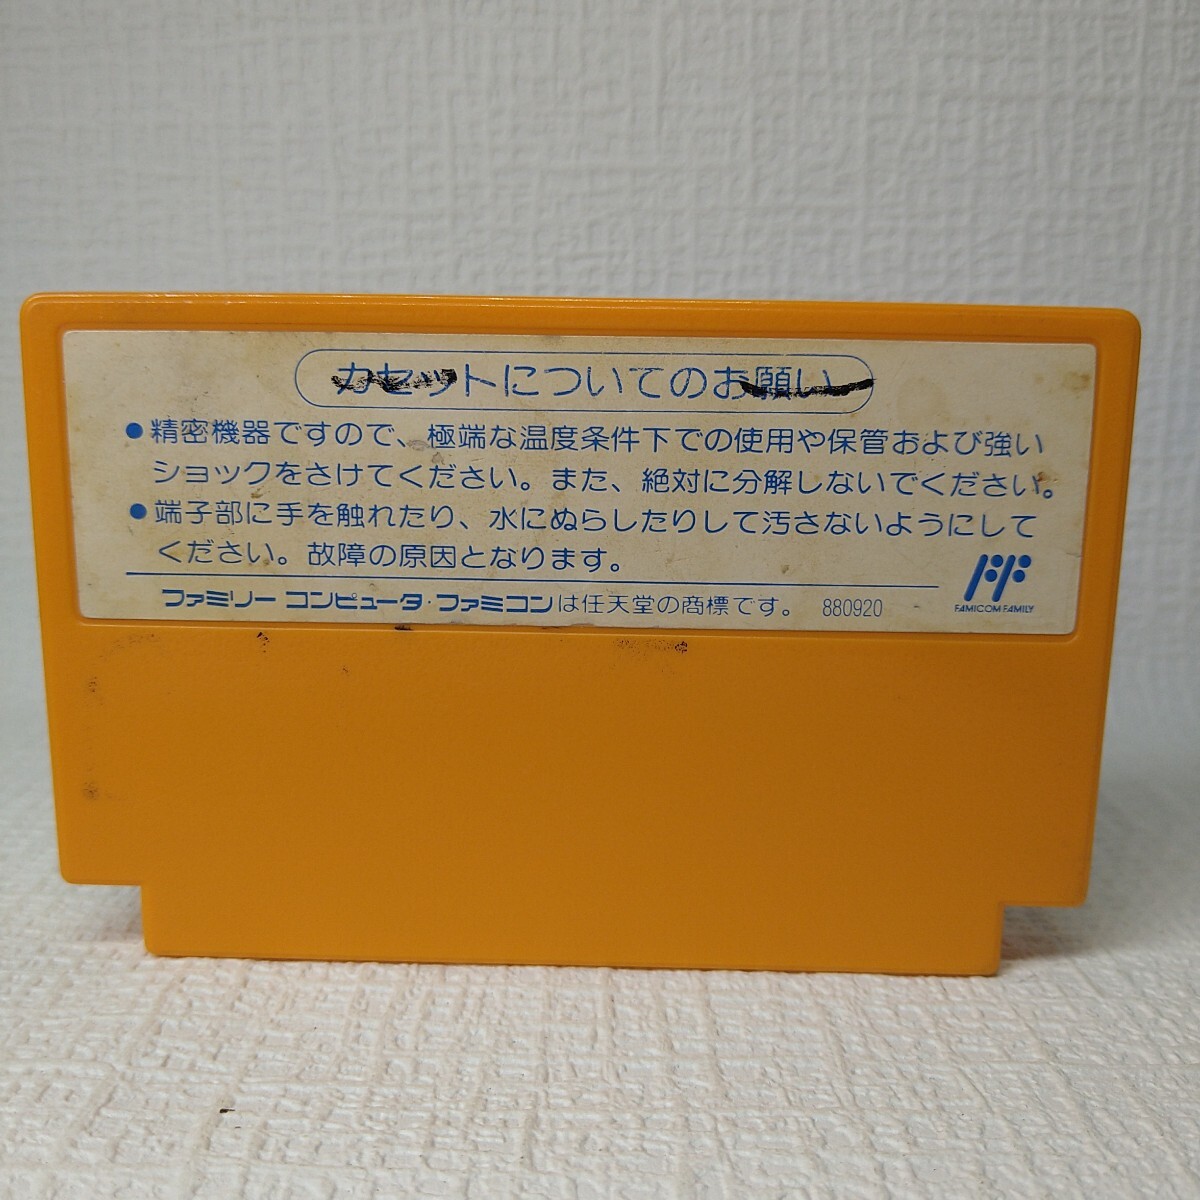 カセットについてのお願い
●精密機器ですので、極端な温度条件下での使用や保管および強い
ショックをさけてください。また、絶対に分解しないでください。
●端子部に手を触れたり、水にぬらしたりして汚さないようにして
ください。故障の原因となります。
ファミリーコンピュータ・ファミコンは任天堂の商標です。 880920
FF
FAMICOM FAMILY